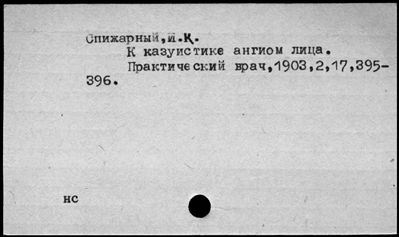 Спижарный,И.К.
К казуистике ангиом лица.
Практический врач,1903,2,17,395-
396.
нс